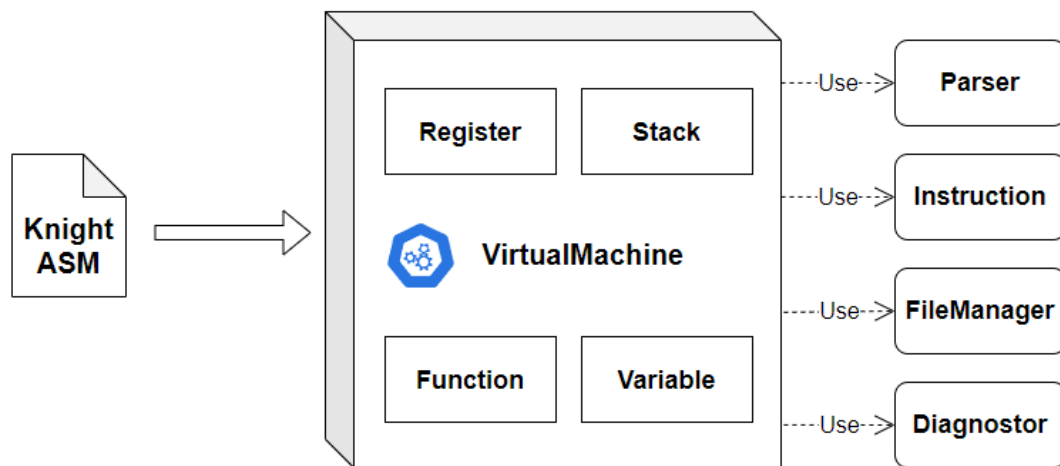 Knight
ASM
Register
Stack
VirtualMachine
Function
Variable
Use
Parser
Use
Instruction
Use
FileManager
Use
Diagnostor